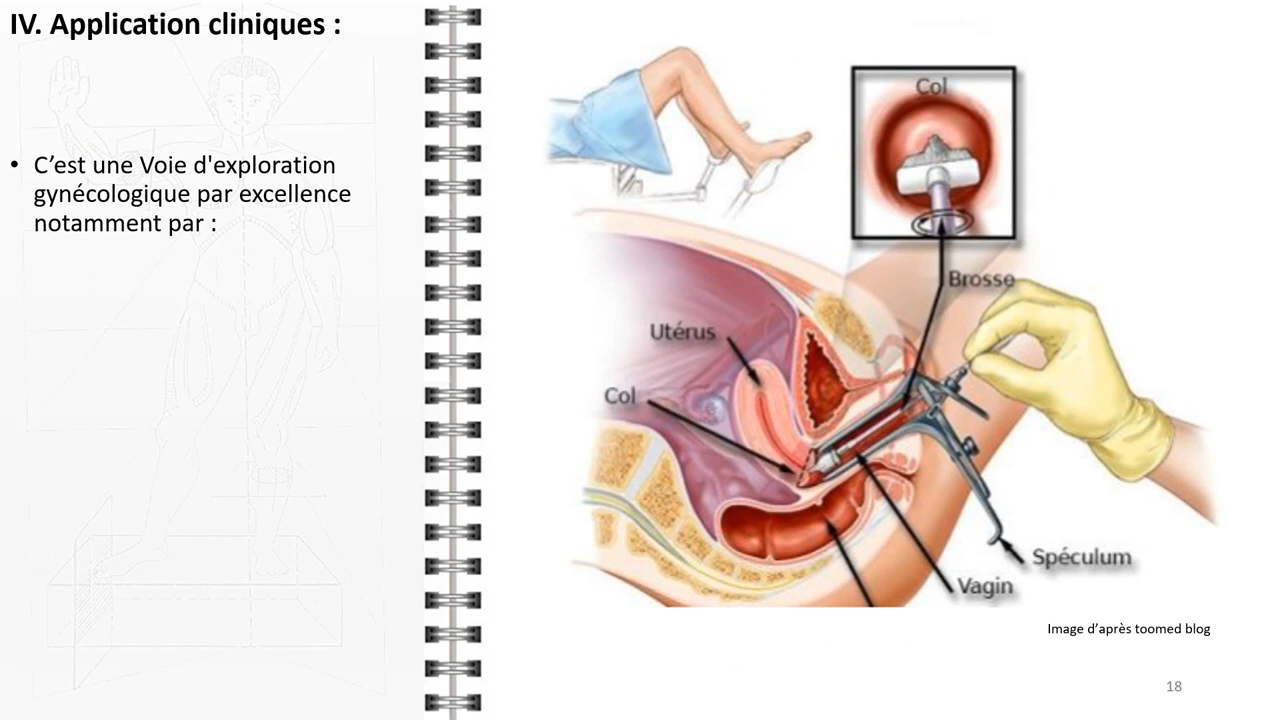 IV. Application cliniques :
• C’est une Voie d'exploration
gynécologique par excellence
notamment par :
Col
Brosse
Utérus
Col
Spéculum
Vagin
Image d’après toomed blog
18